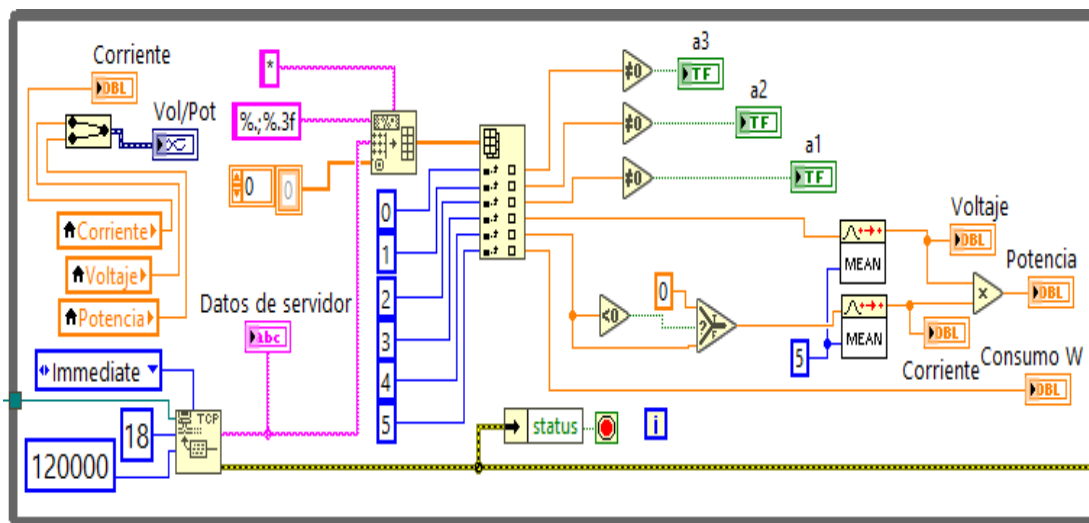 Corriente
DBL
Vol/Pot
Corriente
Voltaje
Potencia
Immediate
18
120000
TCP
Datos de servidor
abc
*
%.;%.3f
0
0
0
1
2
3
4
5
≠0
≠0
≠0
a3
TF
a2
TF
a1
TF
<0
0
?
T
F
5
MEAN
MEAN
Voltaje
DBL
x
Potencia
DBL
DBL
Corriente
Consumo W
DBL
status
i